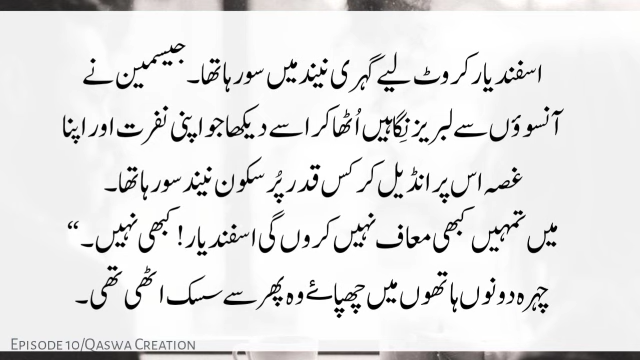 اسفندیار کروٹ لیے گہری نیند میں سو رہا تھا۔ جیسمین نے
آنسوؤں سے لبریز نِگاہیں اُٹھا کر اسے دیکھا جو اپنی نفرت اور اپنا
غصہ اس پر انڈیل کر کس قدر پُر سکون نیند سو رہا تھا۔
میں تمہیں کبھی معاف نہیں کروں گی اسفندیار! کبھی نہیں۔“
چہرہ دونوں ہاتھوں میں چھپائے وہ پھر سے سسک اٹھی تھی۔
Episode 10/Qaswa Creation